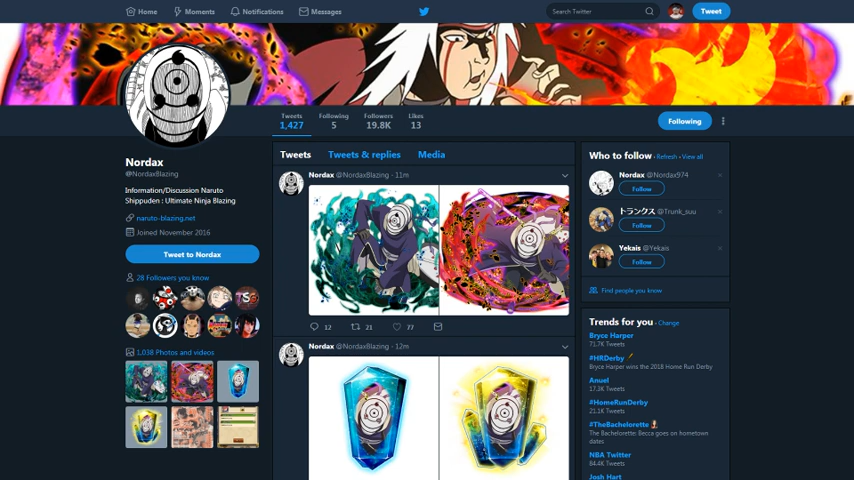 Home
Moments
Notifications
Messages
Search Twitter
Tweet
Tweets
1,427
Following
5
Followers
19.8K
Likes
13
Following
Nordax
@NordaxBlazing
Information/Discussion Naruto
Shippuden : Ultimate Ninja Blazing
naruto-blazing.net
Joined November 2016
Tweet to Nordax
28 Followers you know
TSG
1,038 Photos and videos
Tweets Tweets & replies Media
Nordax @NordaxBlazing · 11m
12 21 77
Nordax @NordaxBlazing · 12m
Who to follow · Refresh · View all
Nordax @Nordax974
Follow
トランクス @Trunk_suu
Follow
Yekais @Yekais
Follow
Find people you know
Trends for you · Change
Bryce Harper
71.7K Tweets
#HRDerby
Bryce Harper wins the 2018 Home Run Derby
Anuel
17.3K Tweets
#HomeRunDerby
21.1K Tweets
#TheBachelorette
The Bachelorette: Becca goes on hometown
dates
NBA Twitter
84.4K Tweets
Josh Hart